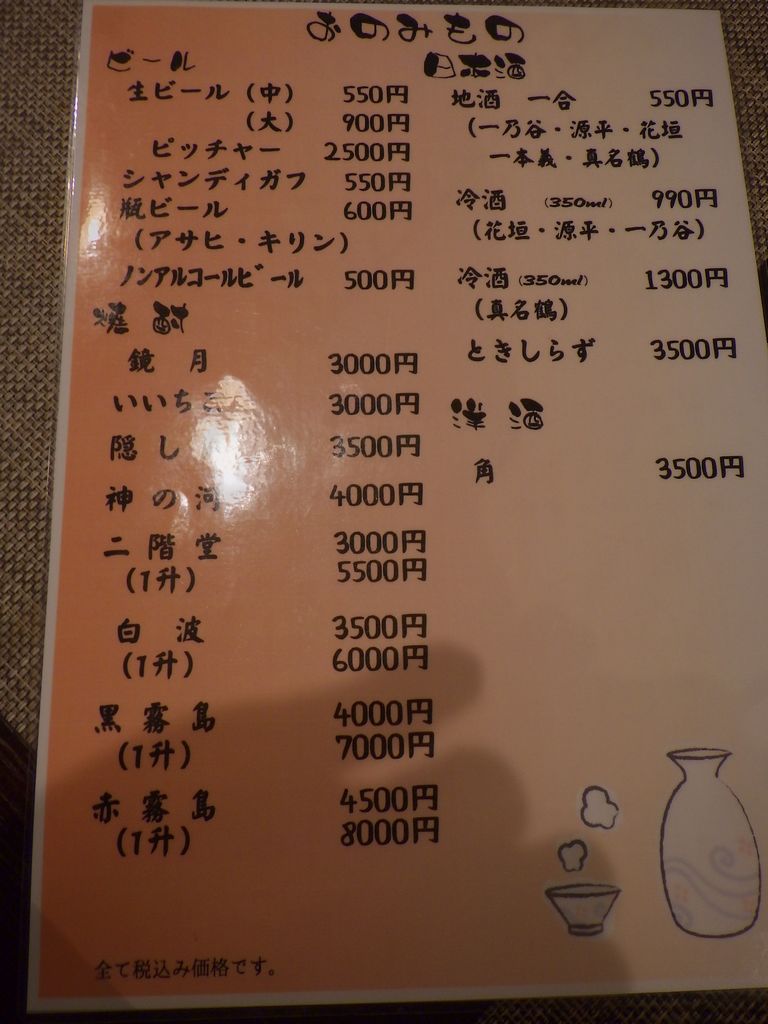 おのみもの
ビール
生ビール（中） 550円
（大） 900円
ピッチャー 2500円
シャンディガフ 550円
瓶ビール 600円
（アサヒ・キリン）
ノンアルコールビール 500円
焼酎
鏡月 3000円
いいちこ 3000円
隠し 3500円
神の河 4000円
二階堂 3000円
（1升） 5500円
白波 3500円
（1升） 6000円
黒霧島 4000円
（1升） 7000円
赤霧島 4500円
（1升） 8000円
全て税込み価格です。
日本酒
地酒 一合 550円
（一乃谷・源平・花垣
一本義・真名鶴）
冷酒 （350ml） 990円
（花垣・源平・一乃谷）
冷酒（350ml） 1300円
（真名鶴）
ときしらず 3500円
洋酒
角 3500円